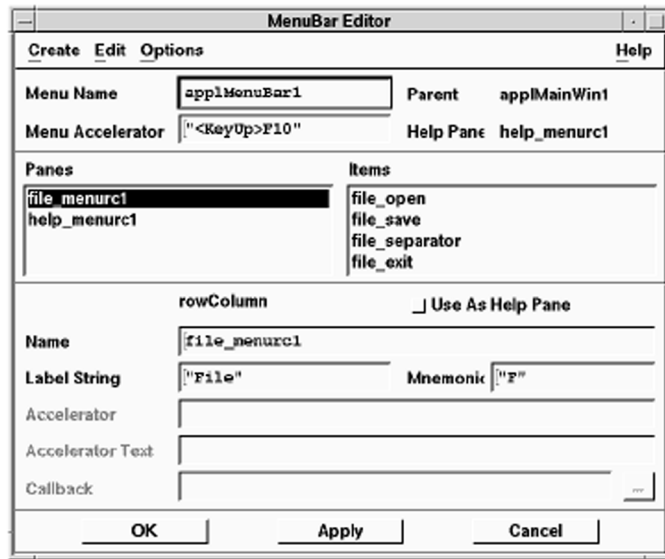 MenuBar Editor
Create Edit Options Help
Menu Name applMenuBar1 Parent applMainWin1
Menu Accelerator "<KeyUp>F10" Help Pane help_menurc1
Panes Items
file_menurc1 file_open
help_menurc1 file_save
file_separator
file_exit
rowColumn Use As Help Pane
Name file_menurc1
Label String "File" Mnemonic "F"
Accelerator
Accelerator Text
Callback ...
OK Apply Cancel